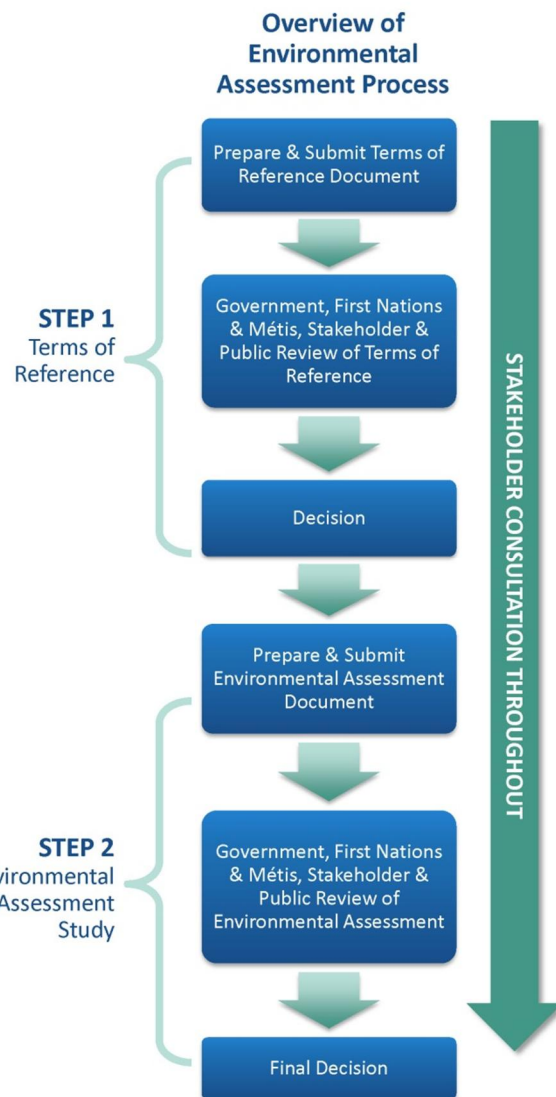 Overview of
Environmental
Assessment Process
Prepare & Submit Terms of
Reference Document
Government, First Nations
& Métis, Stakeholder &
Public Review of Terms of
Reference
Decision
STEP 1
Terms of
Reference
Prepare & Submit
Environmental Assessment
Document
Government, First Nations
& Métis, Stakeholder &
Public Review of
Environmental Assessment
Final Decision
STEP 2
vironmental
Assessment
Study
STAKEHOLDER CONSULTATION THROUGHOUT